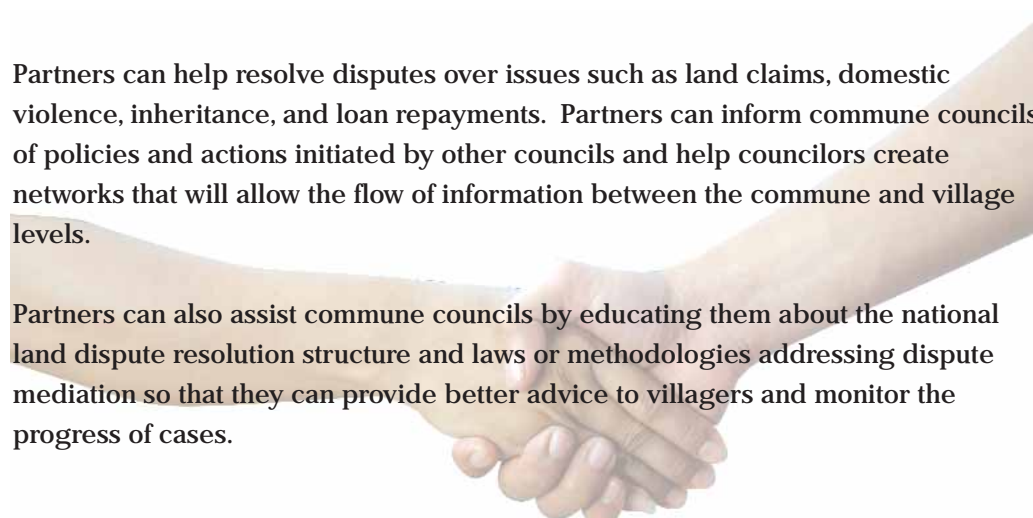 Partners can help resolve disputes over issues such as land claims, domestic
violence, inheritance, and loan repayments. Partners can inform commune councils
of policies and actions initiated by other councils and help councilors create
networks that will allow the flow of information between the commune and village
levels.
Partners can also assist commune councils by educating them about the national
land dispute resolution structure and laws or methodologies addressing dispute
mediation so that they can provide better advice to villagers and monitor the
progress of cases.